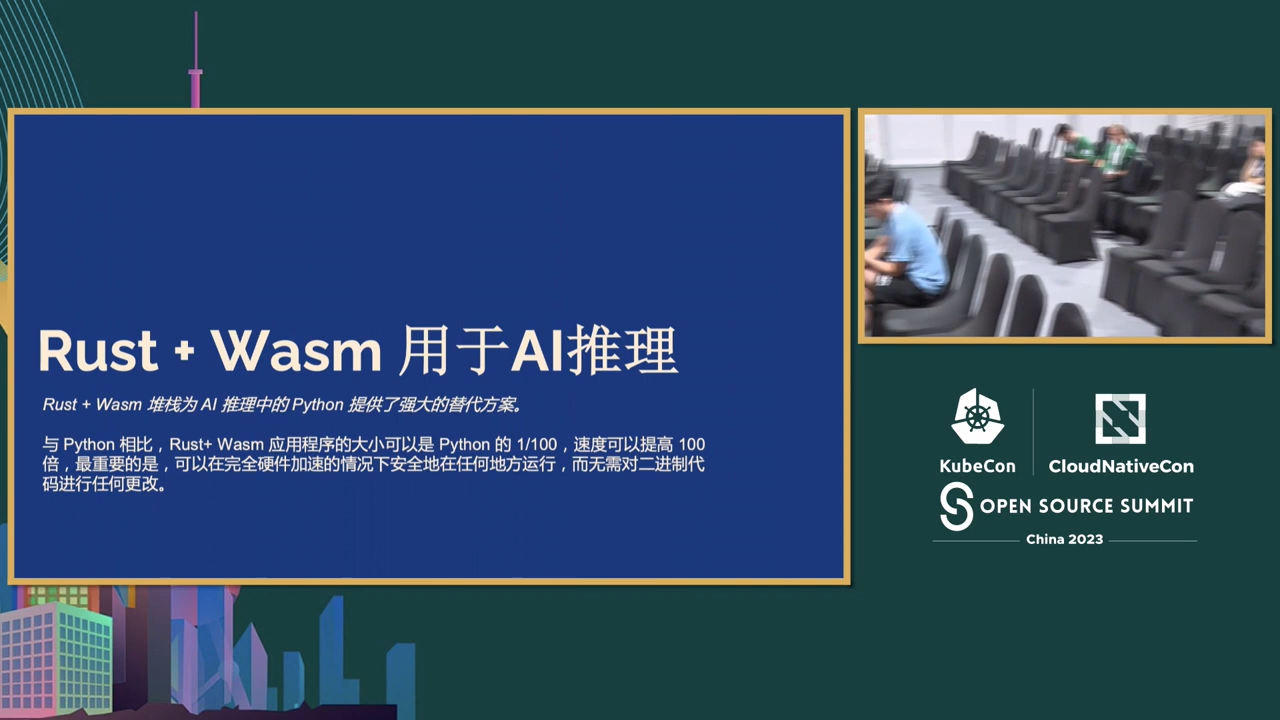 Rust + Wasm 用于AI推理
Rust + Wasm 堆栈为 AI 推理中的 Python 提供了强大的替代方案。
与 Python 相比，Rust+ Wasm 应用程序的大小可以是 Python 的 1/100，速度可以提高 100
倍，最重要的是，可以在完全硬件加速的情况下安全地在任何地方运行，而无需对二进制代
码进行任何更改。
KubeCon
CloudNativeCon
OPEN SOURCE SUMMIT
China 2023